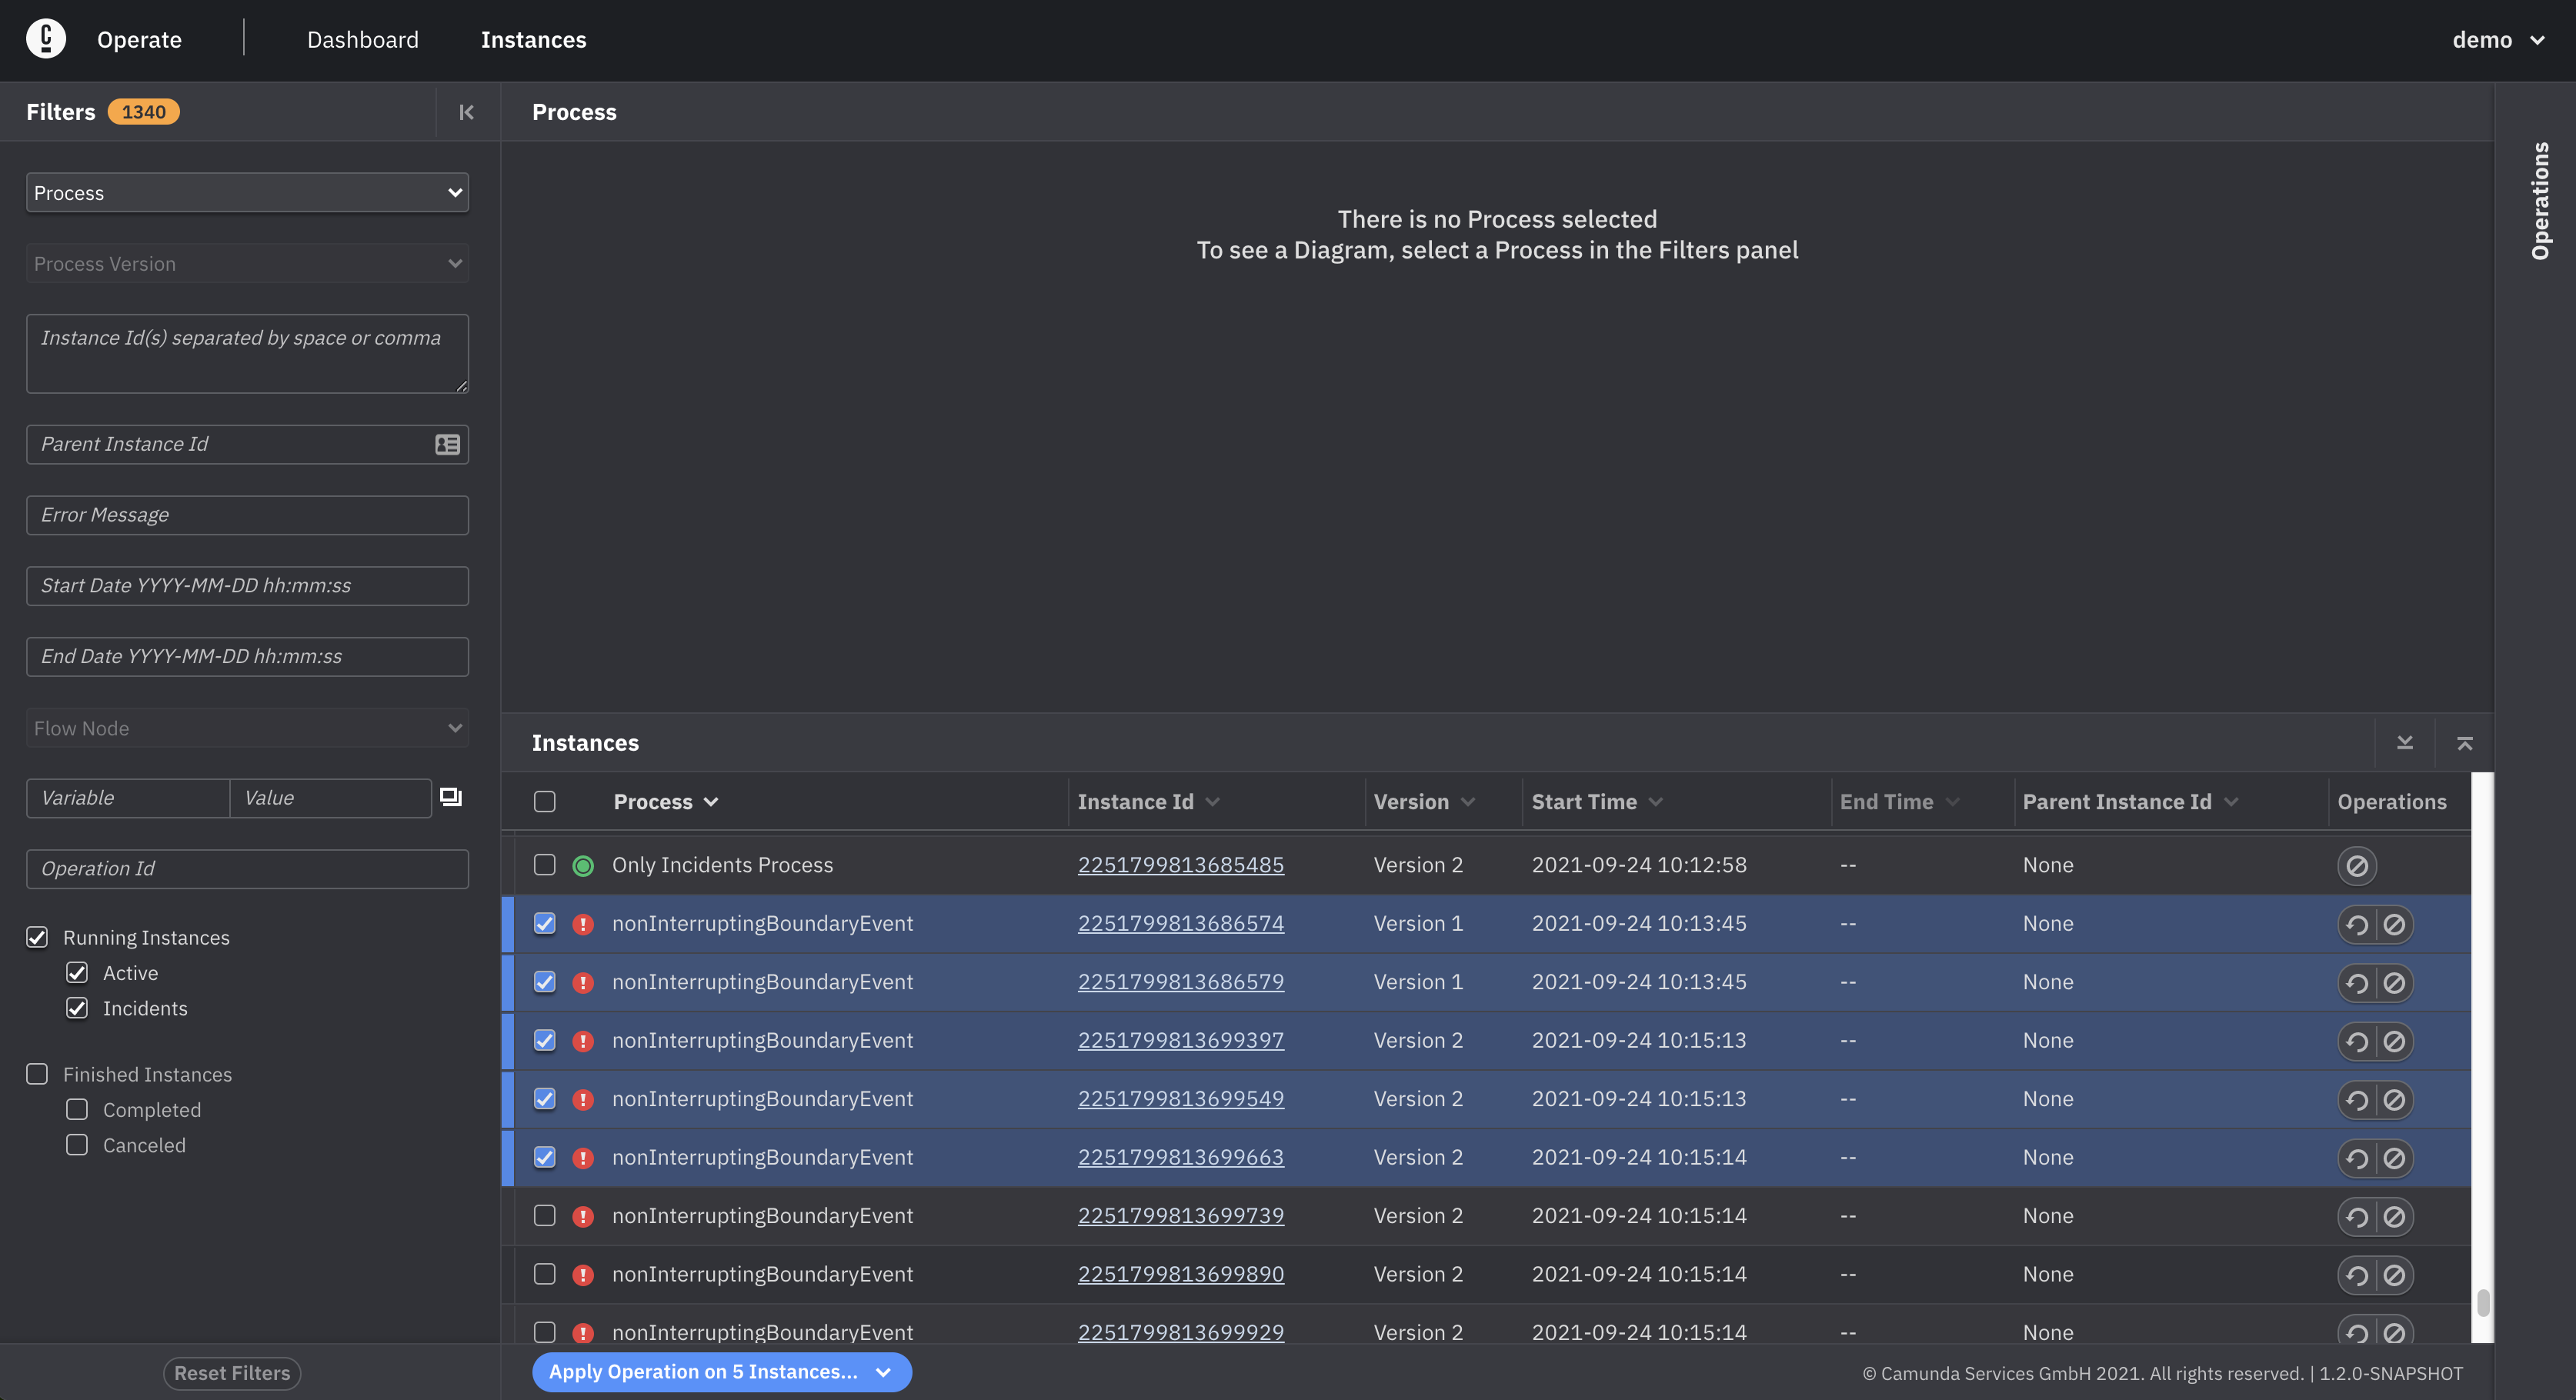 Operate
Dashboard
Instances
demo
Filters 1340
Process
Process Version
Instance Id(s) separated by space or comma
Parent Instance Id
Error Message
Start Date YYYY-MM-DD hh:mm:ss
End Date YYYY-MM-DD hh:mm:ss
Flow Node
Variable Value
Operation Id
Running Instances
Active
Incidents
Finished Instances
Completed
Canceled
Reset Filters
Process
There is no Process selected
To see a Diagram, select a Process in the Filters panel
Operations
Instances
Process Instance Id Version Start Time End Time Parent Instance Id Operations
Only Incidents Process 2251799813685485 Version 2 2021-09-24 10:12:58 -- None
nonInterruptingBoundaryEvent 2251799813686574 Version 1 2021-09-24 10:13:45 -- None
nonInterruptingBoundaryEvent 2251799813686579 Version 1 2021-09-24 10:13:45 -- None
nonInterruptingBoundaryEvent 2251799813699397 Version 2 2021-09-24 10:15:13 -- None
nonInterruptingBoundaryEvent 2251799813699549 Version 2 2021-09-24 10:15:13 -- None
nonInterruptingBoundaryEvent 2251799813699663 Version 2 2021-09-24 10:15:14 -- None
nonInterruptingBoundaryEvent 2251799813699739 Version 2 2021-09-24 10:15:14 -- None
nonInterruptingBoundaryEvent 2251799813699890 Version 2 2021-09-24 10:15:14 -- None
nonInterruptingBoundaryEvent 2251799813699929 Version 2 2021-09-24 10:15:14 -- None
Apply Operation on 5 Instances...
© Camunda Services GmbH 2021. All rights reserved. | 1.2.0-SNAPSHOT